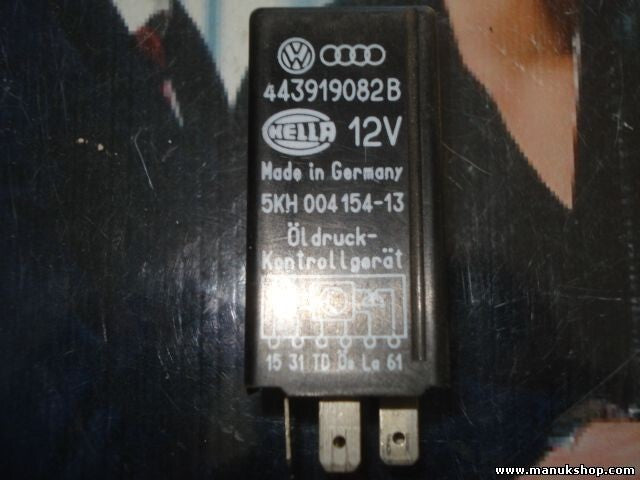 443919082B
HELLA 12V
Made in Germany
5KH 004 154-13
Öldruck-
Kontrollgerät
15 31 TD Ös La 61
www.manukshop.com